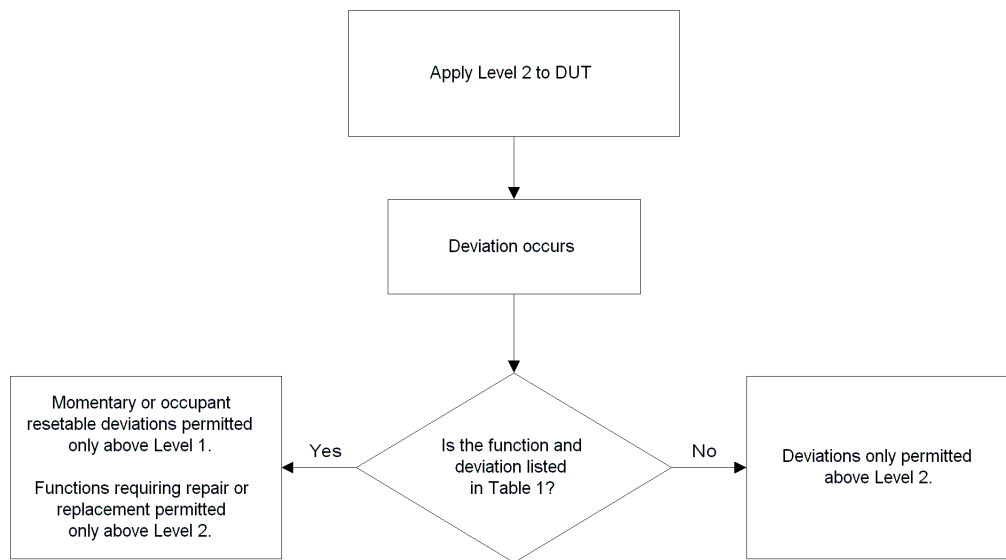 Apply Level 2 to DUT
Deviation occurs
Momentary or occupant
resetable deviations permitted
only above Level 1.
Functions requiring repair or
replacement permitted
only above Level 2.
Yes
Is the function and
deviation listed
in Table 1?
No
Deviations only permitted
above Level 2.